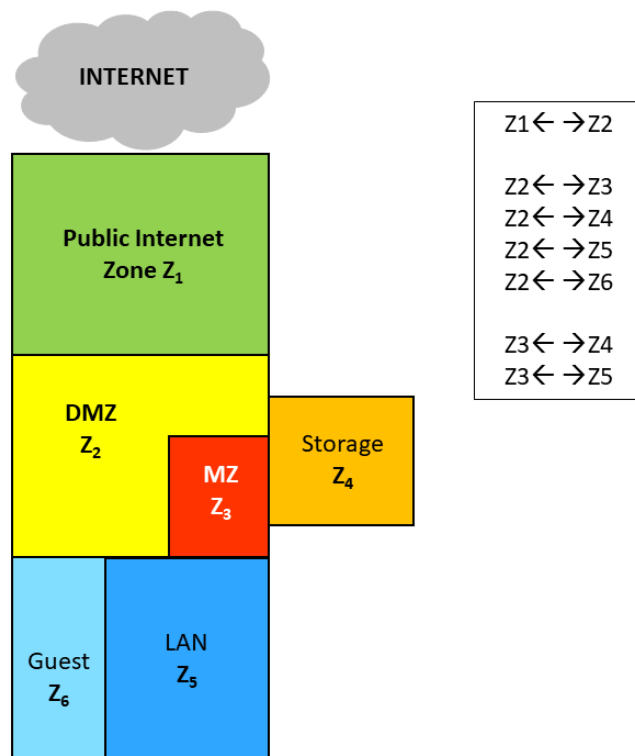 INTERNET
Public Internet
Zone Z₁
DMZ
Z₂
MZ
Z₃
Storage
Z₄
Guest
Z₆
LAN
Z₅
Z1← →Z2
Z2← →Z3
Z2← →Z4
Z2← →Z5
Z2← →Z6
Z3← →Z4
Z3← →Z5